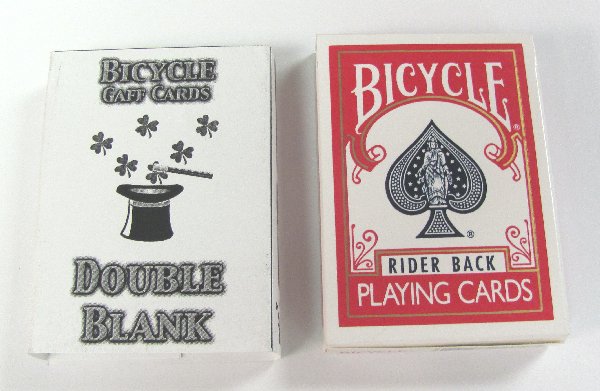 BICYCLE
GAFF CARDS
DOUBLE
BLANK
BICYCLE®
®
RIDER BACK
PLAYING CARDS